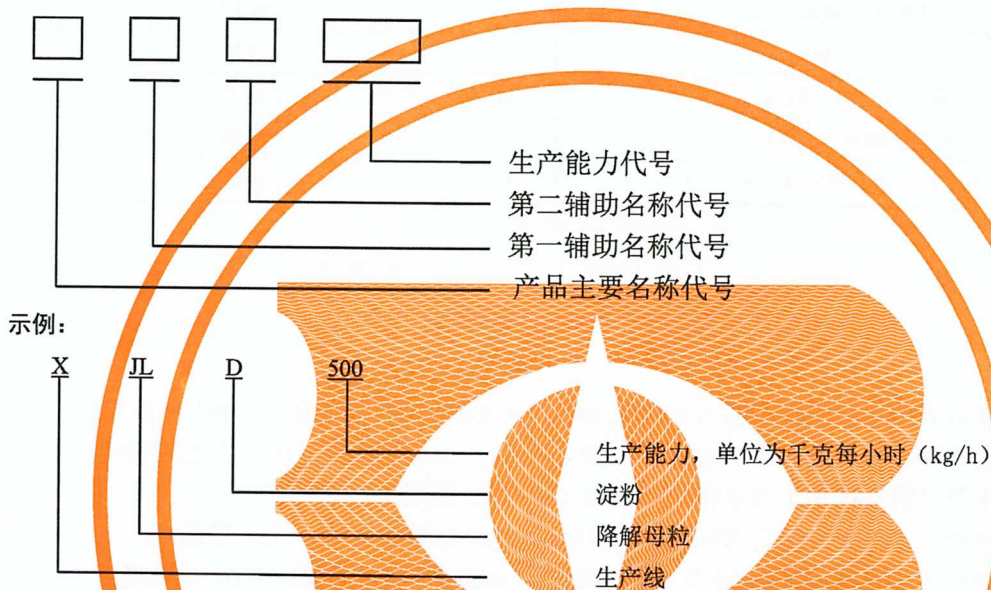 生产能力代号
第二辅助名称代号
第一辅助名称代号
产品主要名称代号
示例：
X JL D 500
生产能力，单位为千克每小时（kg/h）
淀粉
降解母粒
生产线